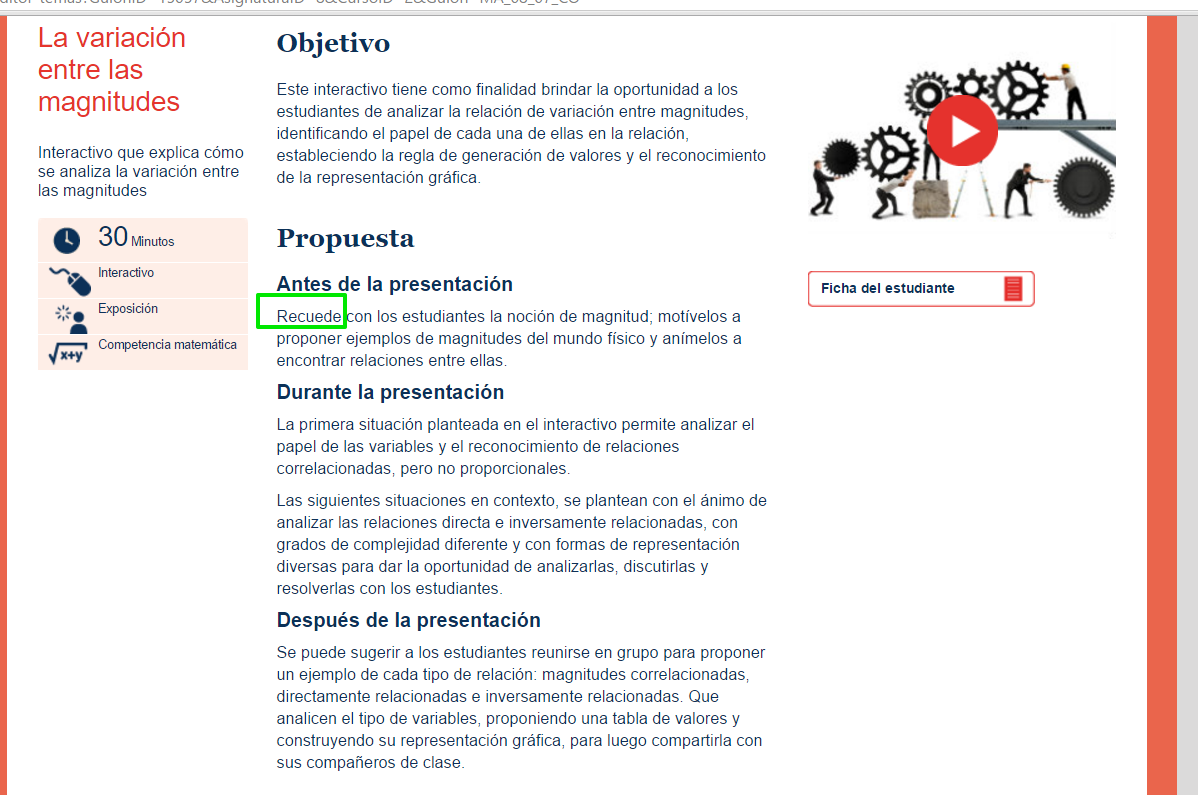 La variación
entre las
magnitudes
Interactivo que explica cómo
se analiza la variación entre
las magnitudes
30 Minutos
Interactivo
Exposición
√x+y Competencia matemática
Objetivo
Este interactivo tiene como finalidad brindar la oportunidad a los
estudiantes de analizar la relación de variación entre magnitudes,
identificando el papel de cada una de ellas en la relación,
estableciendo la regla de generación de valores y el reconocimiento
de la representación gráfica.
Propuesta
Antes de la presentación
Recuede con los estudiantes la noción de magnitud; motívelos a
proponer ejemplos de magnitudes del mundo físico y anímelos a
encontrar relaciones entre ellas.
Durante la presentación
La primera situación planteada en el interactivo permite analizar el
papel de las variables y el reconocimiento de relaciones
correlacionadas, pero no proporcionales.
Las siguientes situaciones en contexto, se plantean con el ánimo de
analizar las relaciones directa e inversamente relacionadas, con
grados de complejidad diferente y con formas de representación
diversas para dar la oportunidad de analizarlas, discutirlas y
resolverlas con los estudiantes.
Después de la presentación
Se puede sugerir a los estudiantes reunirse en grupo para proponer
un ejemplo de cada tipo de relación: magnitudes correlacionadas,
directamente relacionadas e inversamente relacionadas. Que
analicen el tipo de variables, proponiendo una tabla de valores y
construyendo su representación gráfica, para luego compartirla con
sus compañeros de clase.
Ficha del estudiante